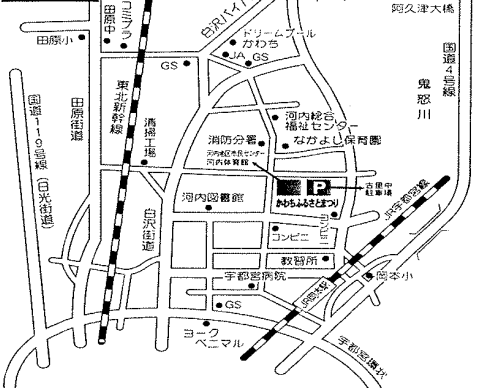 阿久津大橋
コミプラ
田原中
田原小
白沢バイパス
ドリームプール
かわち
JA
GS
GS
国道4号線
鬼怒川
東北新幹線
田原街道
国道119号線
(日光街道)
清掃工場
河内総合
福祉センター
消防分署
なかよし保育園
河内地区市民センター
河内体育館
P
古里中
駐車場
かわちふるさとまつり
河内図書館
白沢街道
コンビニ
コンビニ
JR宇都宮線
教習所
宇都宮病院
岡本小
JR岡本駅
GS
ヨーク
ベニマル
宇都宮環状